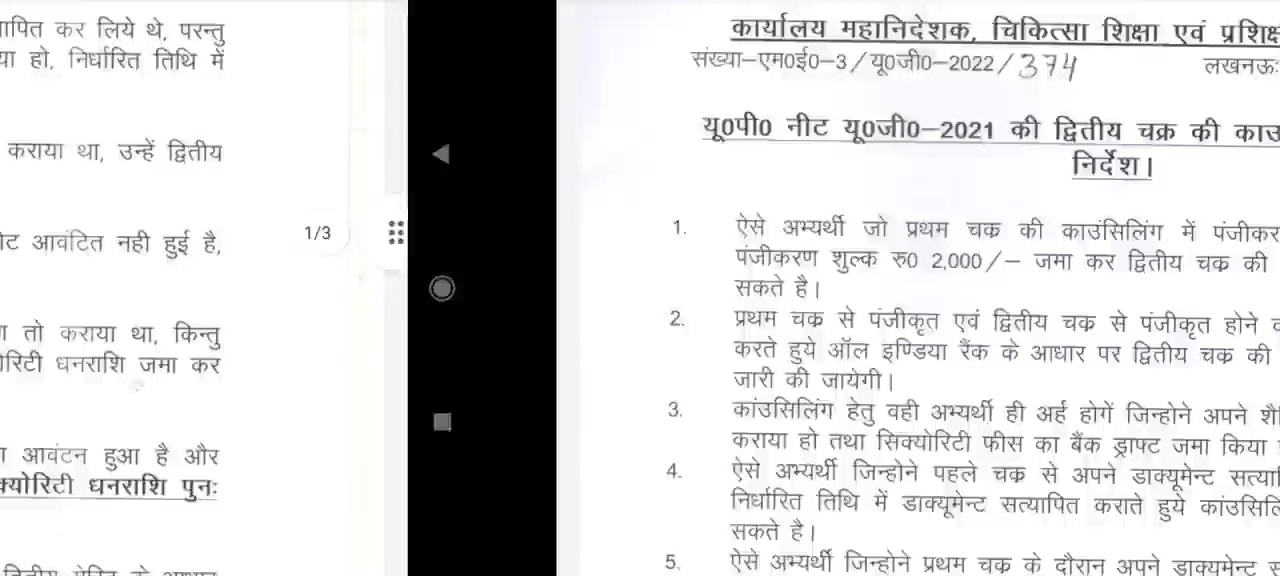 ापित कर लिये थे, परन्तु
या हो, निर्धारित तिथि में
कराया था, उन्हें द्वितीय
आवंटित नही हुई है,
1/3
तो कराया था, किन्तु
धनराशि जमा कर
आवंटन हुआ है और
धनराशि पुनः
कार्यालय महानिदेशक, चिकित्सा शिक्षा एवं प्रशिक्ष
संख्या-एम0ई0-3/यू0जी0-2022/374 लखनऊः
यू0पी0 नीट यू0जी0-2021 की द्वितीय चक्र की काउ
निर्देश।
1. ऐसे अभ्यर्थी जो प्रथम चक्र की काउंसिलिंग में पंजीकर
पंजीकरण शुल्क रु0 2,000/- जमा कर द्वितीय चक्र की
सकते है।
2. प्रथम चक्र से पंजीकृत एवं द्वितीय चक्र से पंजीकृत होने
करते हुये ऑल इण्डिया रैंक के आधार पर द्वितीय चक्र की
जारी की जायेगी।
3. कांउसिलिंग हेतु वही अभ्यर्थी ही अर्ह होगें जिन्होने अपने शै
कराया हो तथा सिक्योरिटी फीस का बैंक ड्राफ्ट जमा किया
4. ऐसे अभ्यर्थी जिन्होने पहले चक्र से अपने डाक्यूमेन्ट सत्या
निर्धारित तिथि में डाक्यूमेन्ट सत्यापित कराते हुये कांउसिलि
सकते है।
5. ऐसे अभ्यर्थी जिन्होने प्रथम चक्र के दौरान अपने डाक्यमेन्ट स